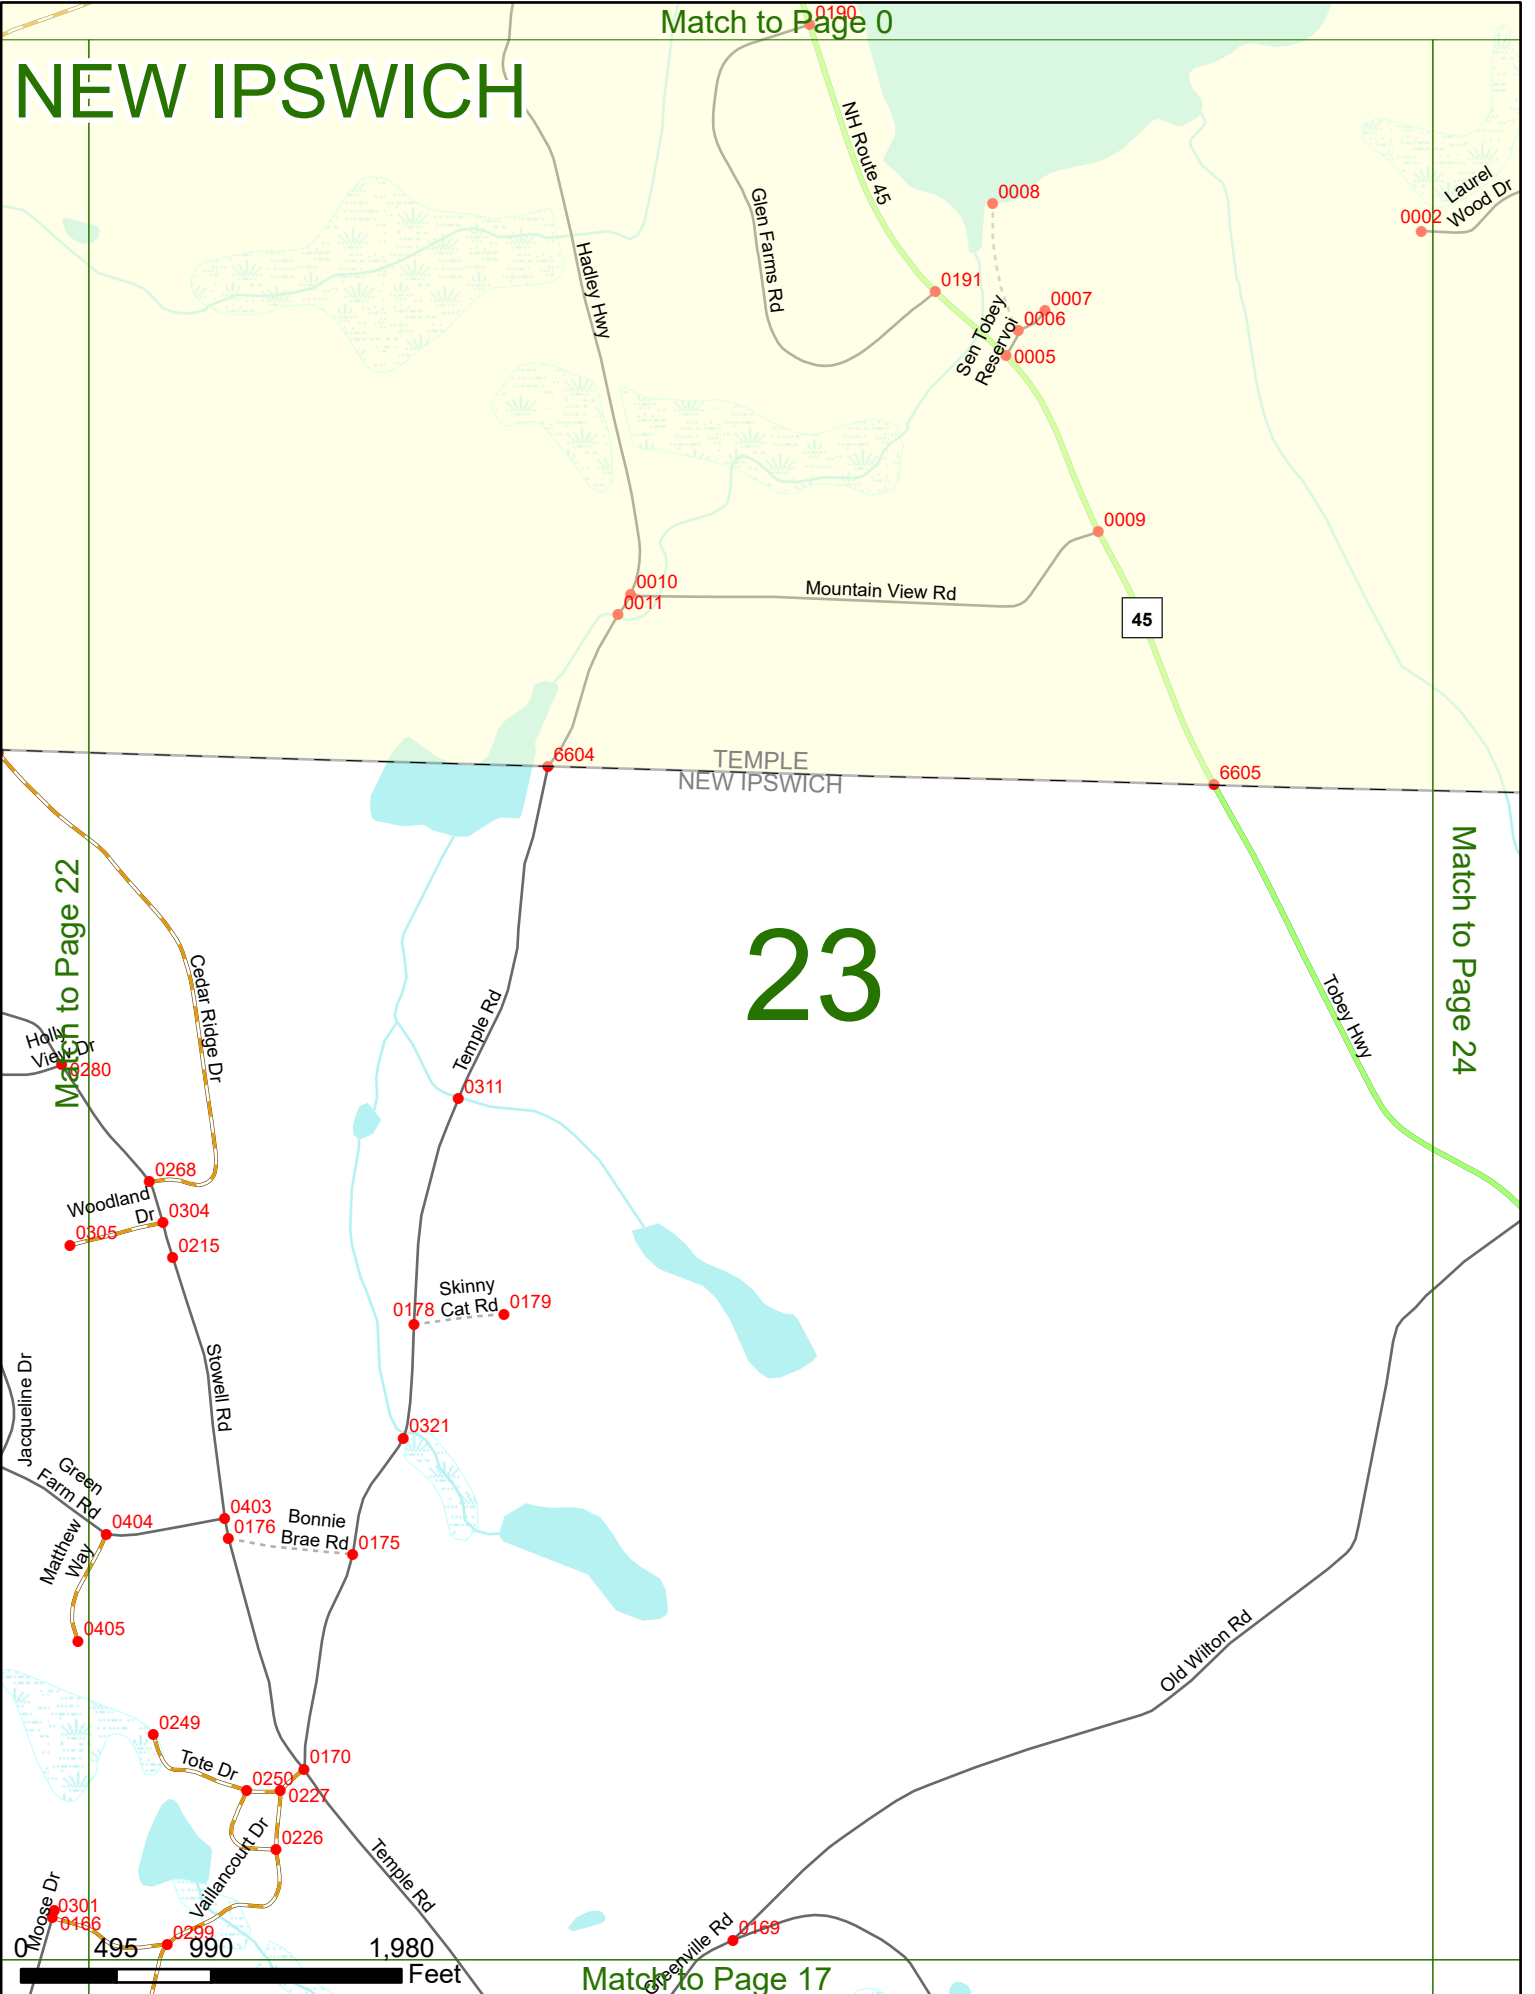 0190
Match to Page 0
NEW IPSWICH
NH Route 45
Laurel
Wood Dr
0008
0002
Glen Farms Rd
Hadley Hwy
0191
0007
0006
Sen Tobey
Reservoi
0005
0009
0010
Mountain View Rd
0011
45
6604
TEMPLE
NEW IPSWICH
6605
Match to Page 22
Match to Page 24
23
Cedar Ridge Dr
Tobey Hwy
Temple Rd
Holly
View Dr
0280
0311
0268
Woodland
Dr
0304
0305
0215
Skinny
Cat Rd
0179
0178
Jacqueline Dr
Stowell Rd
0321
Green
Farm Rd
0403
0404
0176
Bonnie
Brae Rd
0175
Matthew
Way
0405
Old Wilton Rd
0249
Tote Dr
0170
0250
0227
0226
Vaillancourt Dr
Temple Rd
Moose Dr
0301
0166
0299
0169
Greenville Rd
0 495 990 1,980
Feet
Match to Page 17